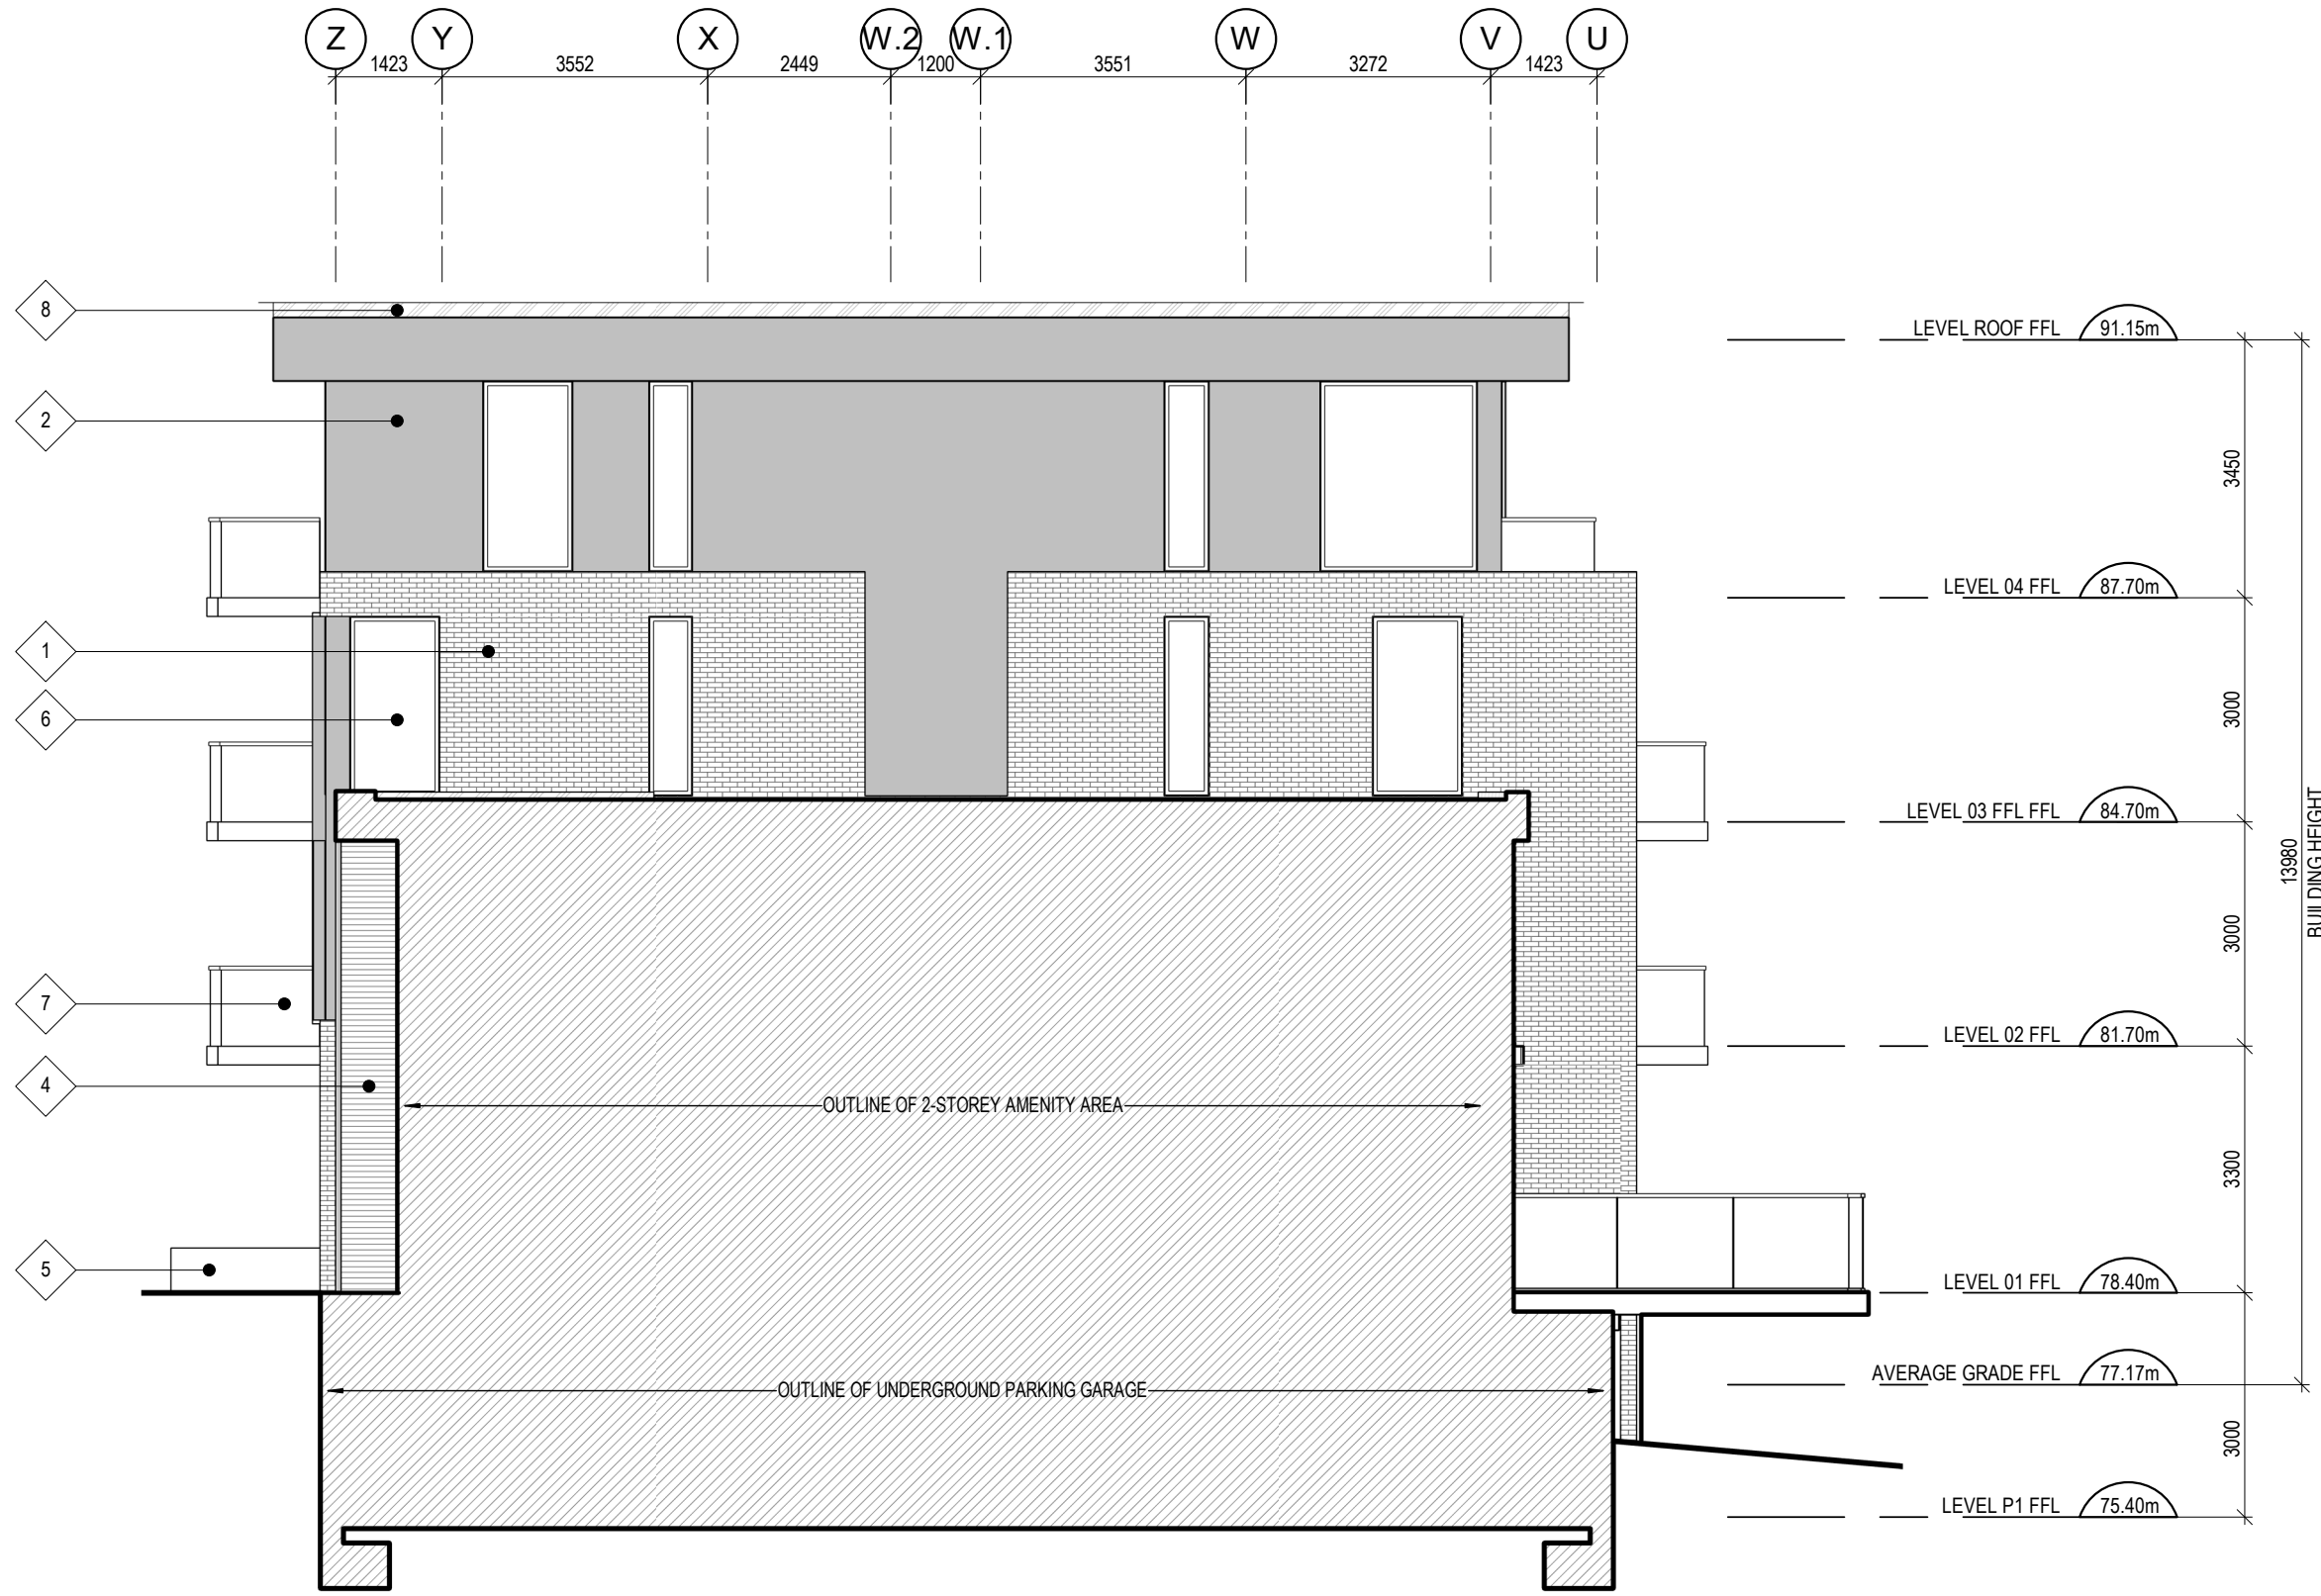 Z Y X W.2 W.1 W V U
1423 3552 2449 1200 3551 3272 1423
8
LEVEL ROOF FFL 91.15m
2
3450
LEVEL 04 FFL 87.70m
1
6
3000
LEVEL 03 FFL FFL 84.70m
13980
BUILDING HEIGHT
3000
7
LEVEL 02 FFL 81.70m
4
OUTLINE OF 2-STOREY AMENITY AREA
3300
5
LEVEL 01 FFL 78.40m
AVERAGE GRADE FFL 77.17m
OUTLINE OF UNDERGROUND PARKING GARAGE
3000
LEVEL P1 FFL 75.40m